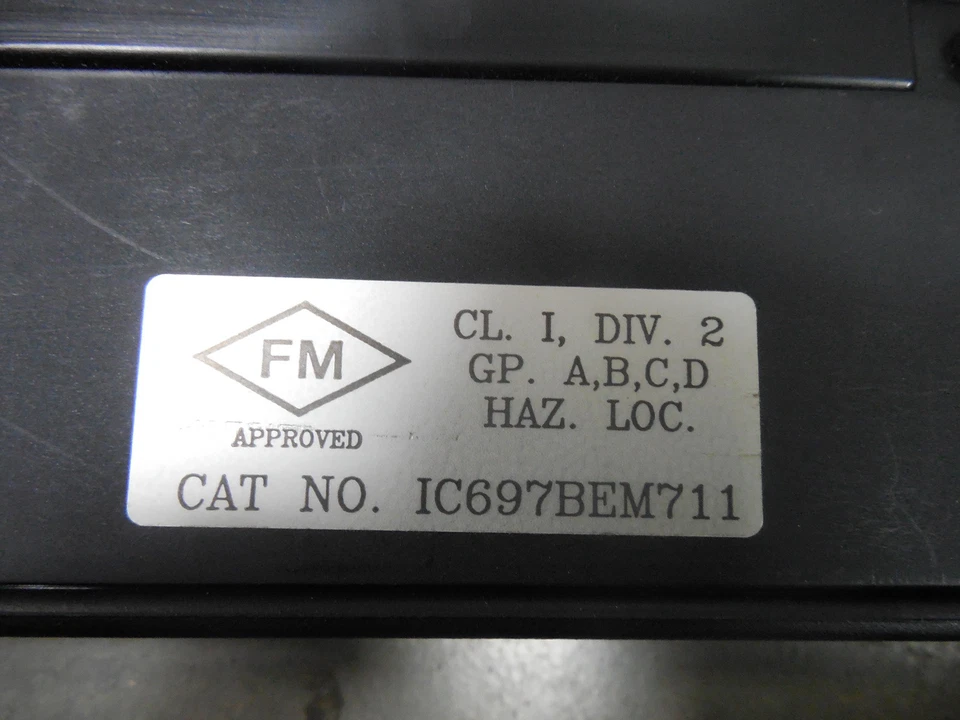 FM
APPROVED
CL. I, DIV. 2
GP. A,B,C,D
HAZ. LOC.
CAT NO. IC697BEM711